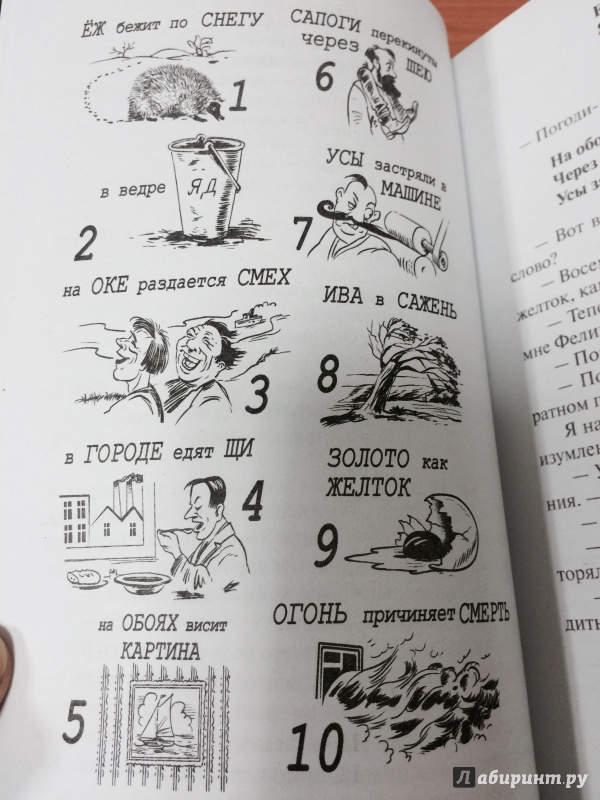 ЁЖ бежит по СНЕГУ
1
в ведре ЯД
2
на ОКЕ раздается СМЕХ
3
в ГОРОДЕ едят ЩИ
4
на ОБОЯХ висит
КАРТИНА
5
САПОГИ перекинуты
через ШЕЮ
6
УСЫ застряли в
МАШИНЕ
7
ИВА в САЖЕНЬ
8
ЗОЛОТО как
ЖЕЛТОК
9
ОГОНЬ причиняет СМЕРТЬ
10
— Погоди-
На обо
Через
Усы з
— Вот в
слово?
— Восем
желток, ка
— Тепе
мне Фели
— По
— По
ратном п
Я на
изумлен
— У
ния. —
торял
дить
Лабиринт.ру